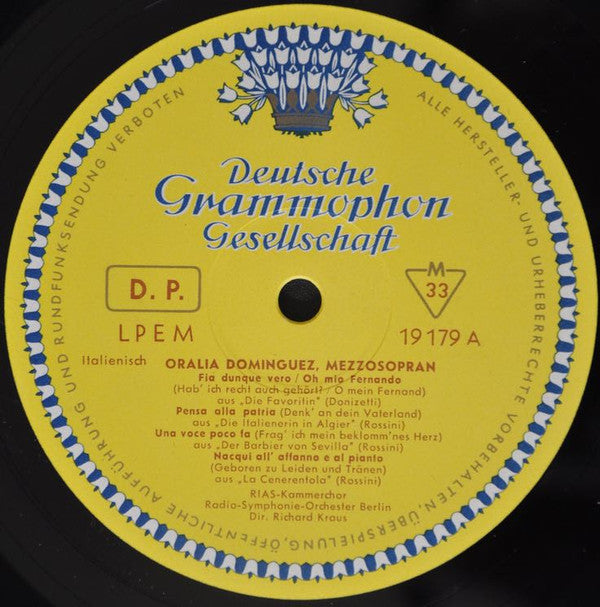 ALLE HERSTELLER- UND URHEBERRECHTE VORBEHALTEN. ÜBERSPIELUNG, ÖFFENTLICHE AUFFÜHRUNG UND RUNDFUNKSENDUNG VERBOTEN
Deutsche
Grammophon
Gesellschaft
D. P.
M
33
LPEM
19 179 A
Italienisch
ORALIA DOMINGUEZ, MEZZOSOPRAN
Fia dunque vero / Oh mio Fernando
(Hab' ich recht auch gehört? / O mein Fernand)
aus „Die Favoritin" (Donizetti)
Pensa alla patria (Denk' an dein Vaterland)
aus „Die Italienerin in Algier" (Rossini)
Una voce poco fa (Frag' ich mein beklomm'nes Herz)
aus „Der Barbier von Sevilla" (Rossini)
Nacqui all' affanno e al pianto
(Geboren zu Leiden und Tränen)
aus „La Cenerentola" (Rossini)
RIAS-Kammerchor
Radio-Symphonie-Orchester Berlin
Dir. Richard Kraus